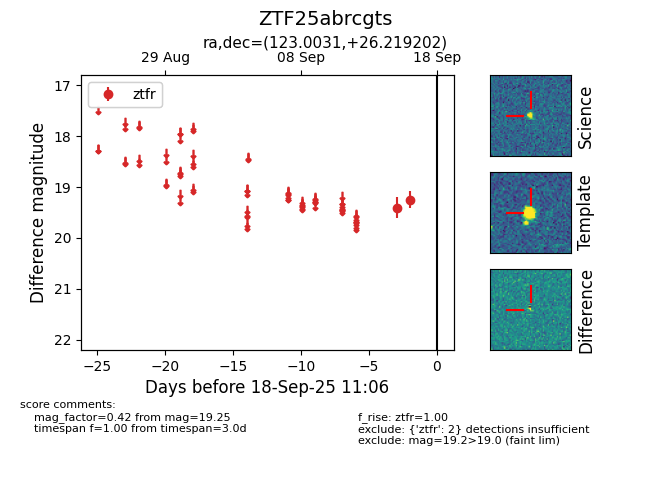 ZTF25abrcgts
ra,dec=(123.0031,+26.219202)
29 Aug
08 Sep
18 Sep
ztfr
17
18
19
20
21
22
Difference magnitude
−25
−20
−15
−10
−5
0
Days before 18-Sep-25 11:06
Science
Template
Difference
score comments:
mag_factor=0.42 from mag=19.25
timespan f=1.00 from timespan=3.0d
f_rise: ztfr=1.00
exclude: {'ztfr': 2} detections insufficient
exclude: mag=19.2>19.0 (faint lim)